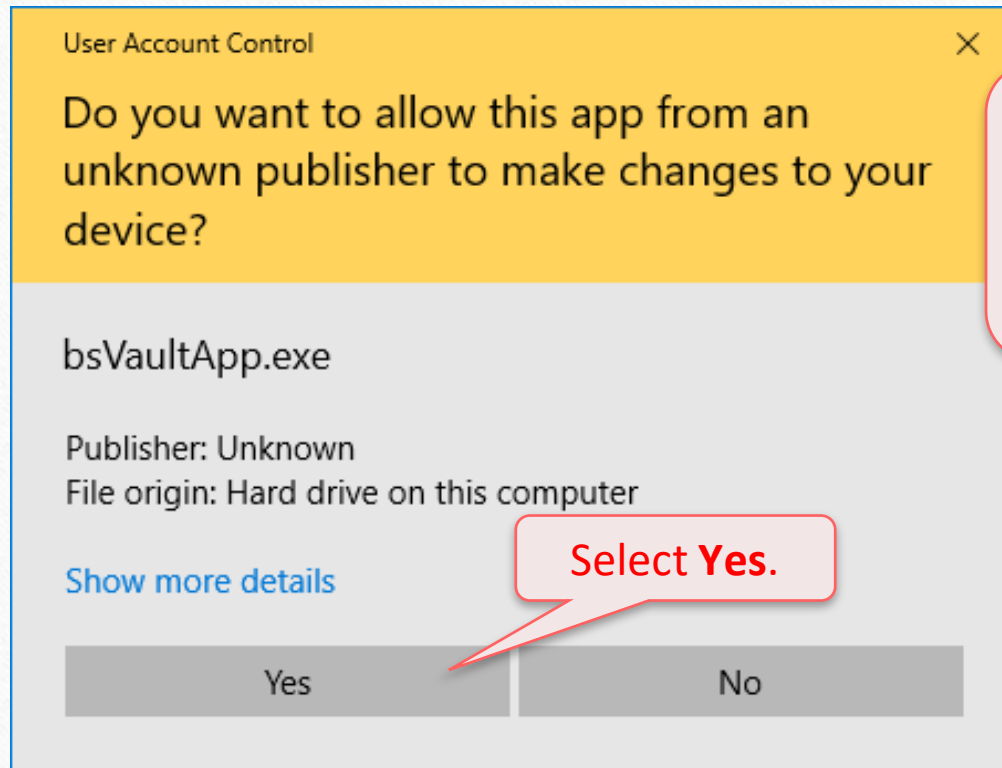 User Account Control
Do you want to allow this app from an
unknown publisher to make changes to your
device?
bsVaultApp.exe
Publisher: Unknown
File origin: Hard drive on this computer
Show more details
Select Yes.
Yes
No